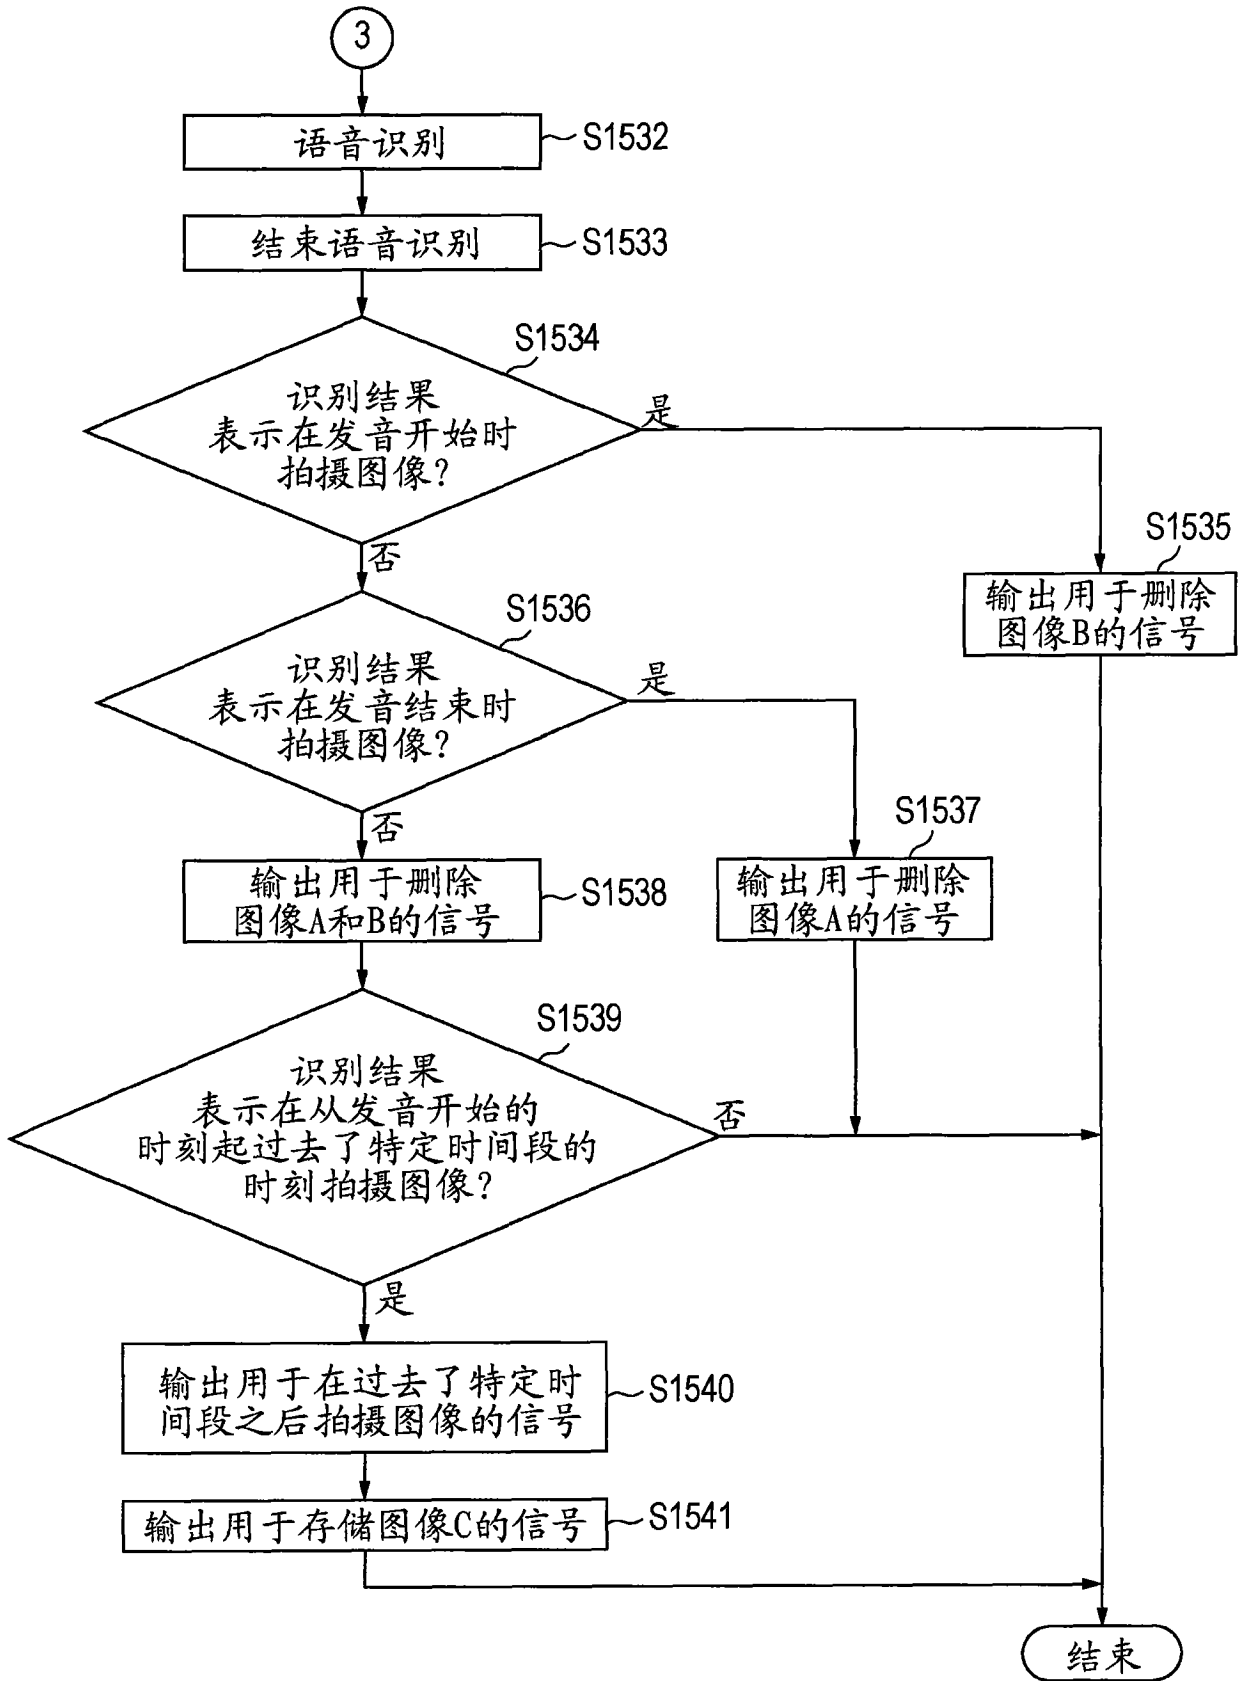 3
语音识别
S1532
结束语音识别
S1533
S1534
识别结果
表示在发音开始时
拍摄图像?
是
否
S1535
输出用于删除
图像B的信号
S1536
识别结果
表示在发音结束时
拍摄图像?
是
否
S1537
输出用于删除
图像A的信号
输出用于删除
图像A和B的信号
S1538
S1539
识别结果
表示在从发音开始的
时刻起过去了特定时间段的
时刻拍摄图像?
否
是
输出用于在过去了特定时
间段之后拍摄图像的信号
S1540
输出用于存储图像C的信号
S1541
结束